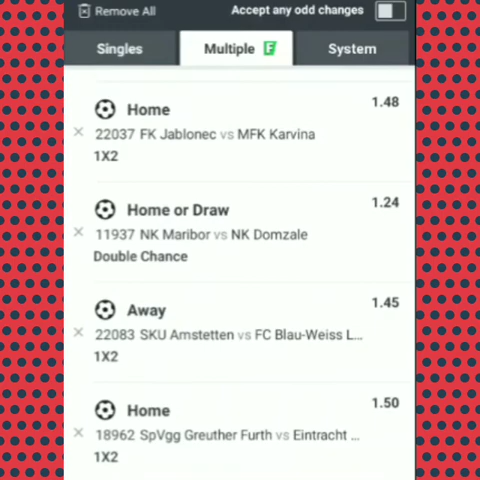 Remove All
Accept any odd changes
Singles
Multiple F
System
Home
1.48
22037 FK Jablonec vs MFK Karvina
1X2
Home or Draw
1.24
11937 NK Maribor vs NK Domzale
Double Chance
Away
1.45
22083 SKU Amstetten vs FC Blau-Weiss L...
1X2
Home
1.50
18962 SpVgg Greuther Furth vs Eintracht ...
1X2